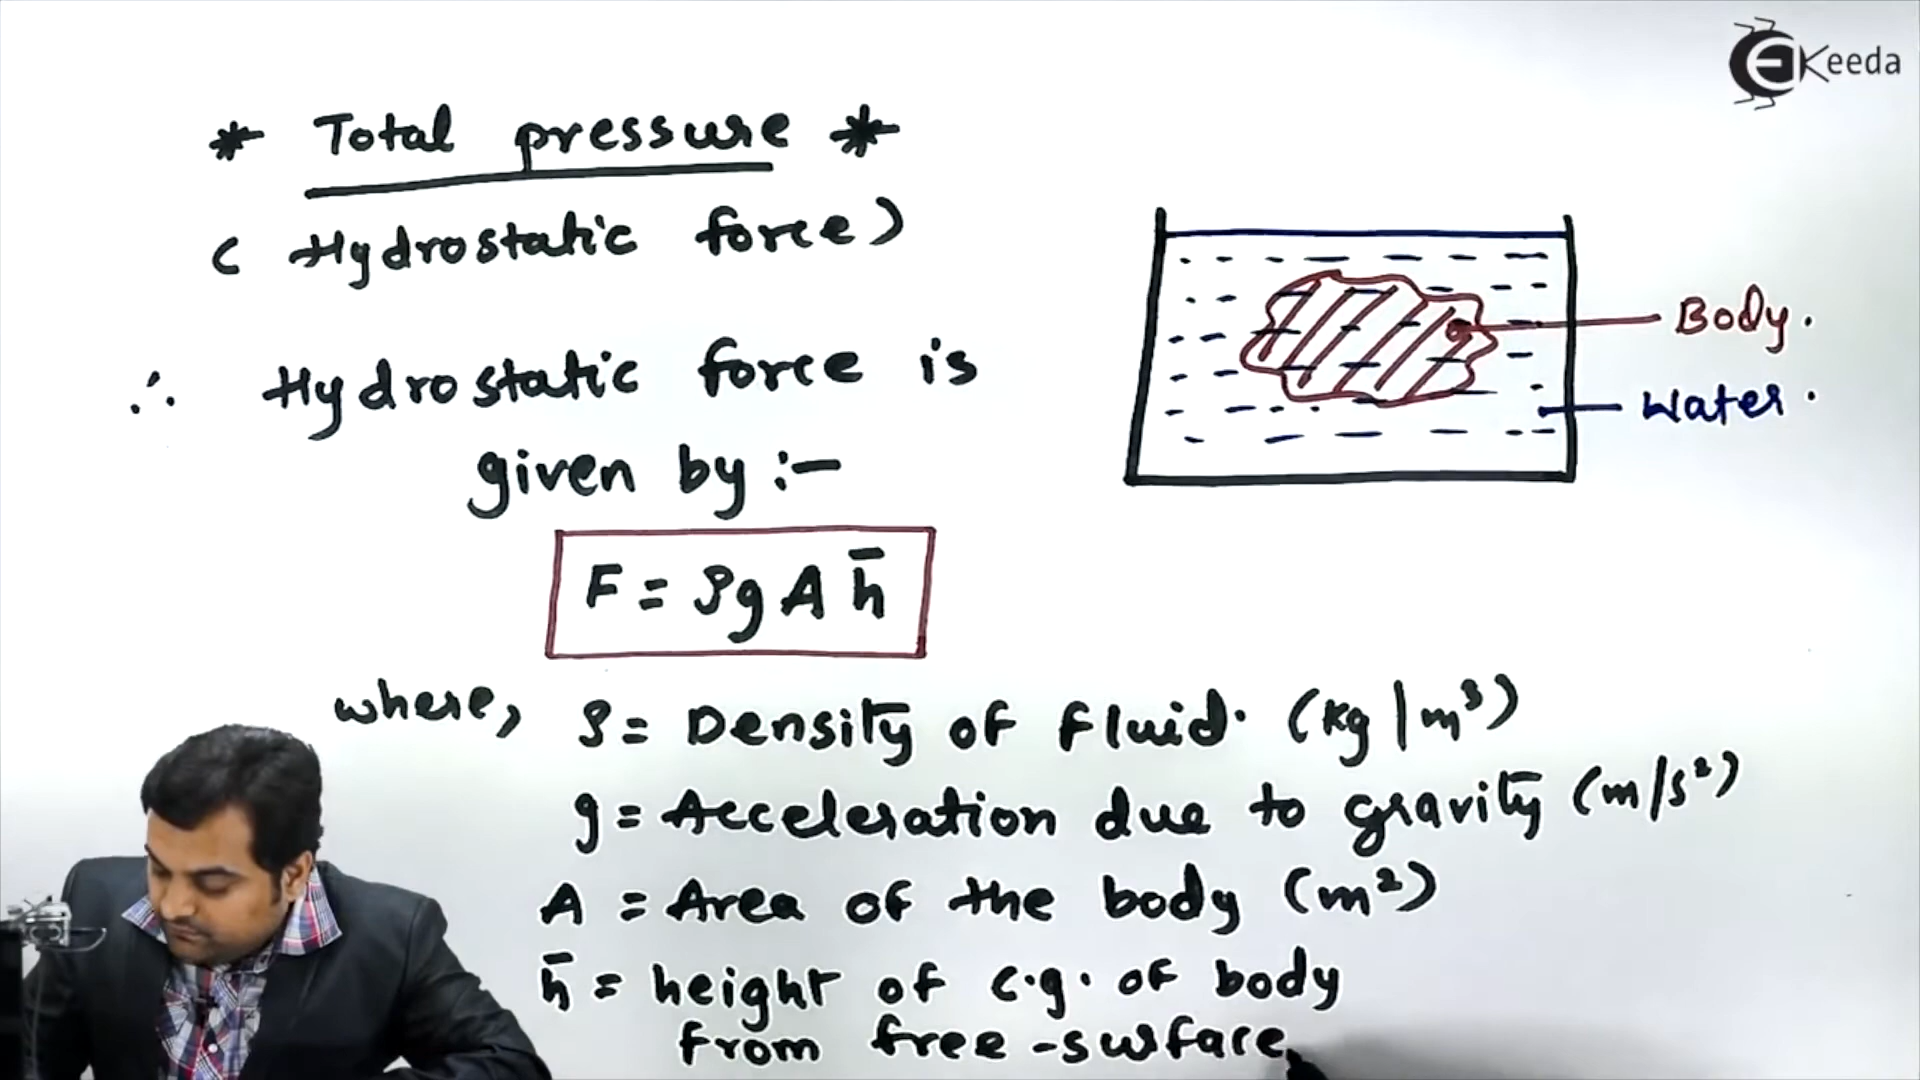 EKeeda
* Total pressure *
( Hydrostatic force )
∴ Hydrostatic force is
given by :-
F = ρg A h̄
Body.
Water.
where, ρ = Density of fluid. (kg/m³)
g = Acceleration due to gravity (m/s²)
A = Area of the body (m²)
h̄ = height of c.g. of body
from free-surface